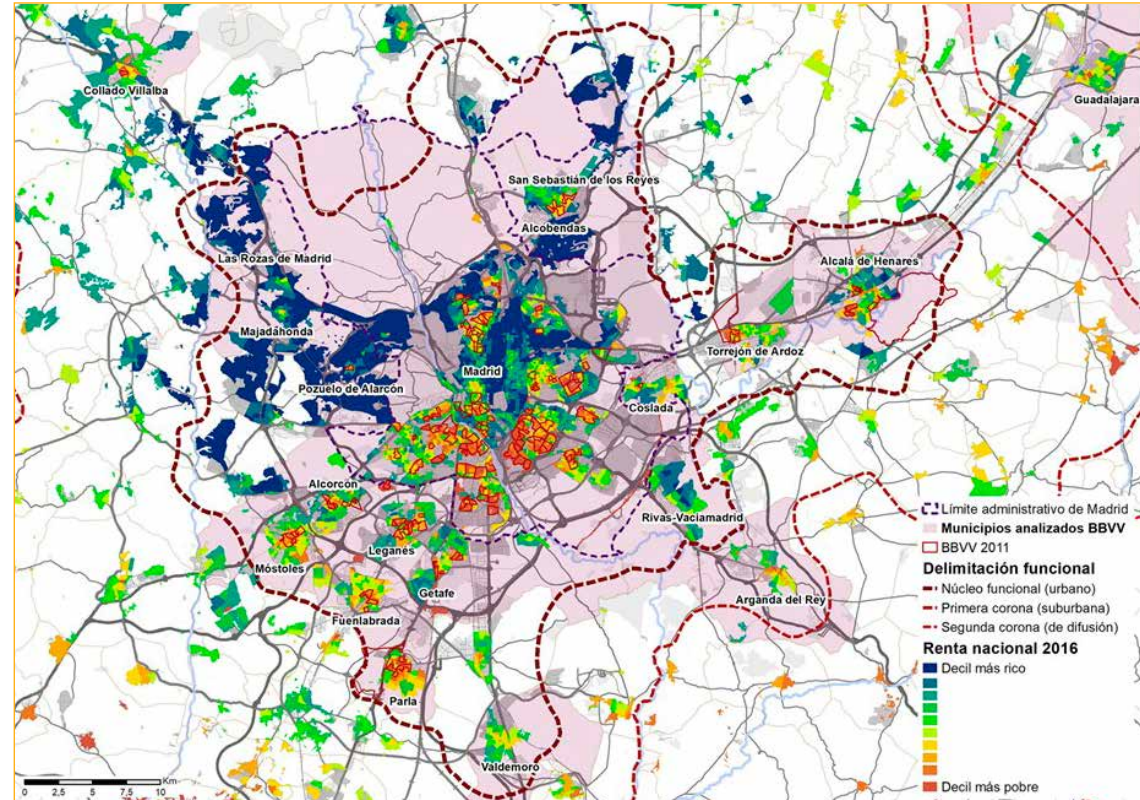 Collado Villalba
Guadalajara
San Sebastián de los Reyes
Alcobendas
Las Rozas de Madrid
Alcalá de Henares
Majadahonda
Torrejón de Ardoz
Madrid
Pozuelo de Alarcón
Coslada
Alcorcón
Rivas-Vaciamadrid
Leganés
Móstoles
Getafe
Arganda del Rey
Fuenlabrada
Parla
Valdemoro
Límite administrativo de Madrid
Municipios analizados BBVV
BBVV 2011
Delimitación funcional
Núcleo funcional (urbano)
Primera corona (suburbana)
Segunda corona (de difusión)
Renta nacional 2016
Decil más rico
Decil más pobre
Km
0 2,5 5 7,5 10